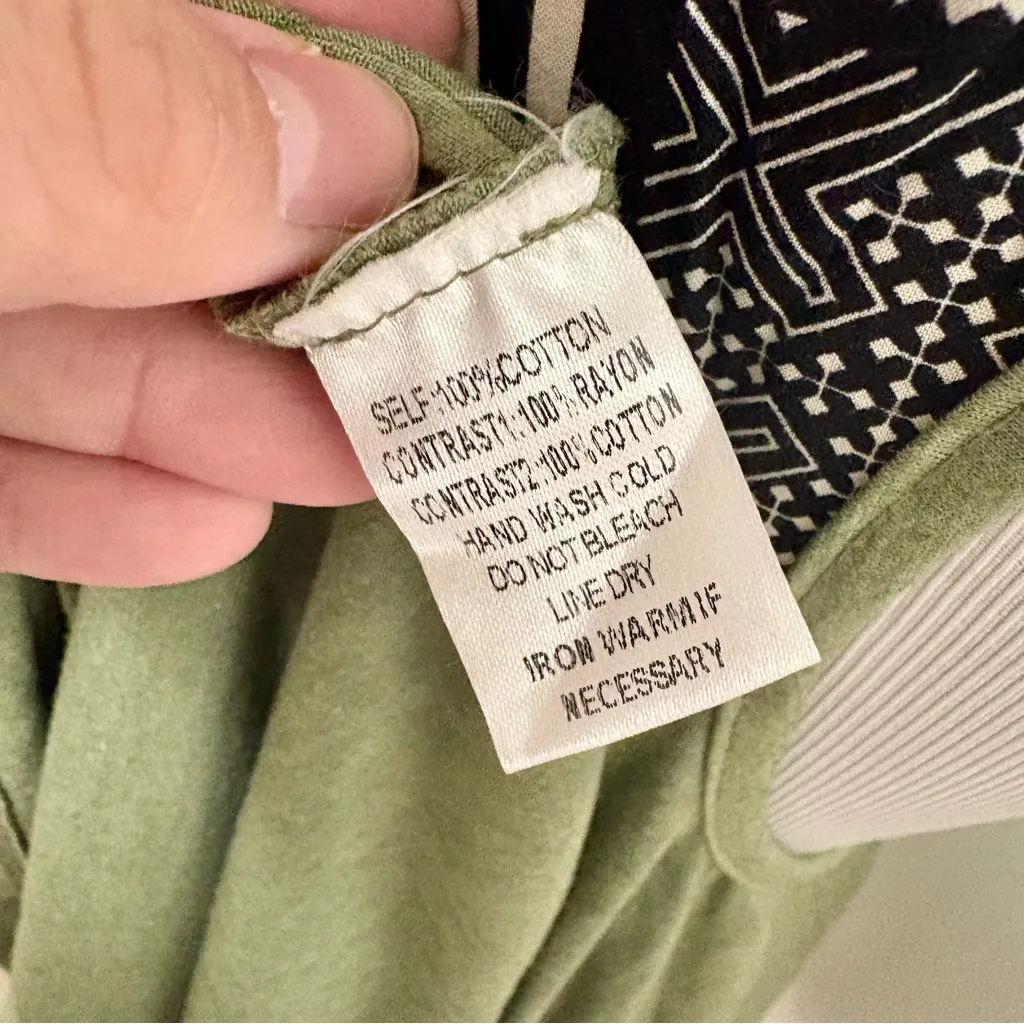 SELF:100%COTTON
CONTRAST1:100%RAYON
CONTRAST2:100%COTTON
HAND WASH COLD
DO NOT BLEACH
LINE DRY
IRON WARM IF
NECESSARY